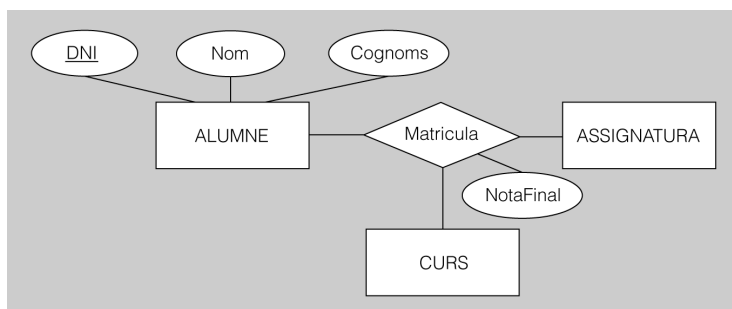 DNI
Nom
Cognoms
ALUMNE
Matricula
ASSIGNATURA
NotaFinal
CURS